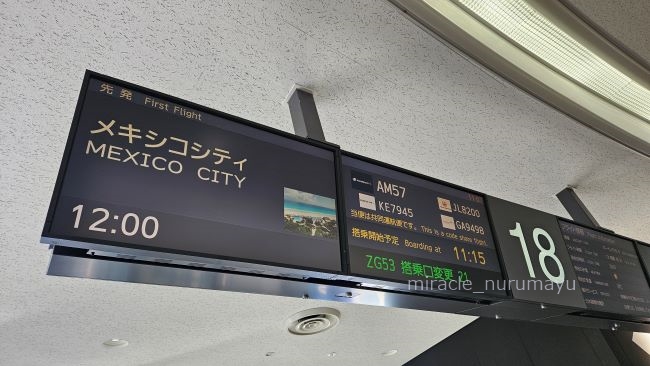 先発 First Flight
メキシコシティ
MEXICO CITY
12:00
AM57
JL8200
KE7945
GA9498
当便は共同運航便です。 This is a code share flight.
搭乗開始予定 Boarding at 11:15
ZG53 搭乗口変更 21
18
miracle_nurumayu